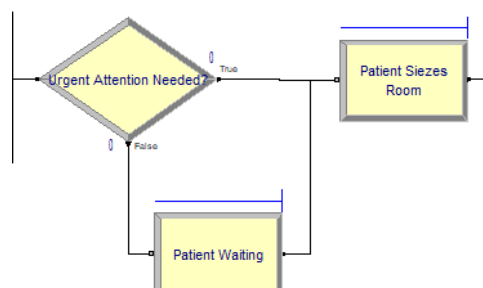 Urgent Attention Needed?
0
True
0
False
Patient Siezes
Room
Patient Waiting